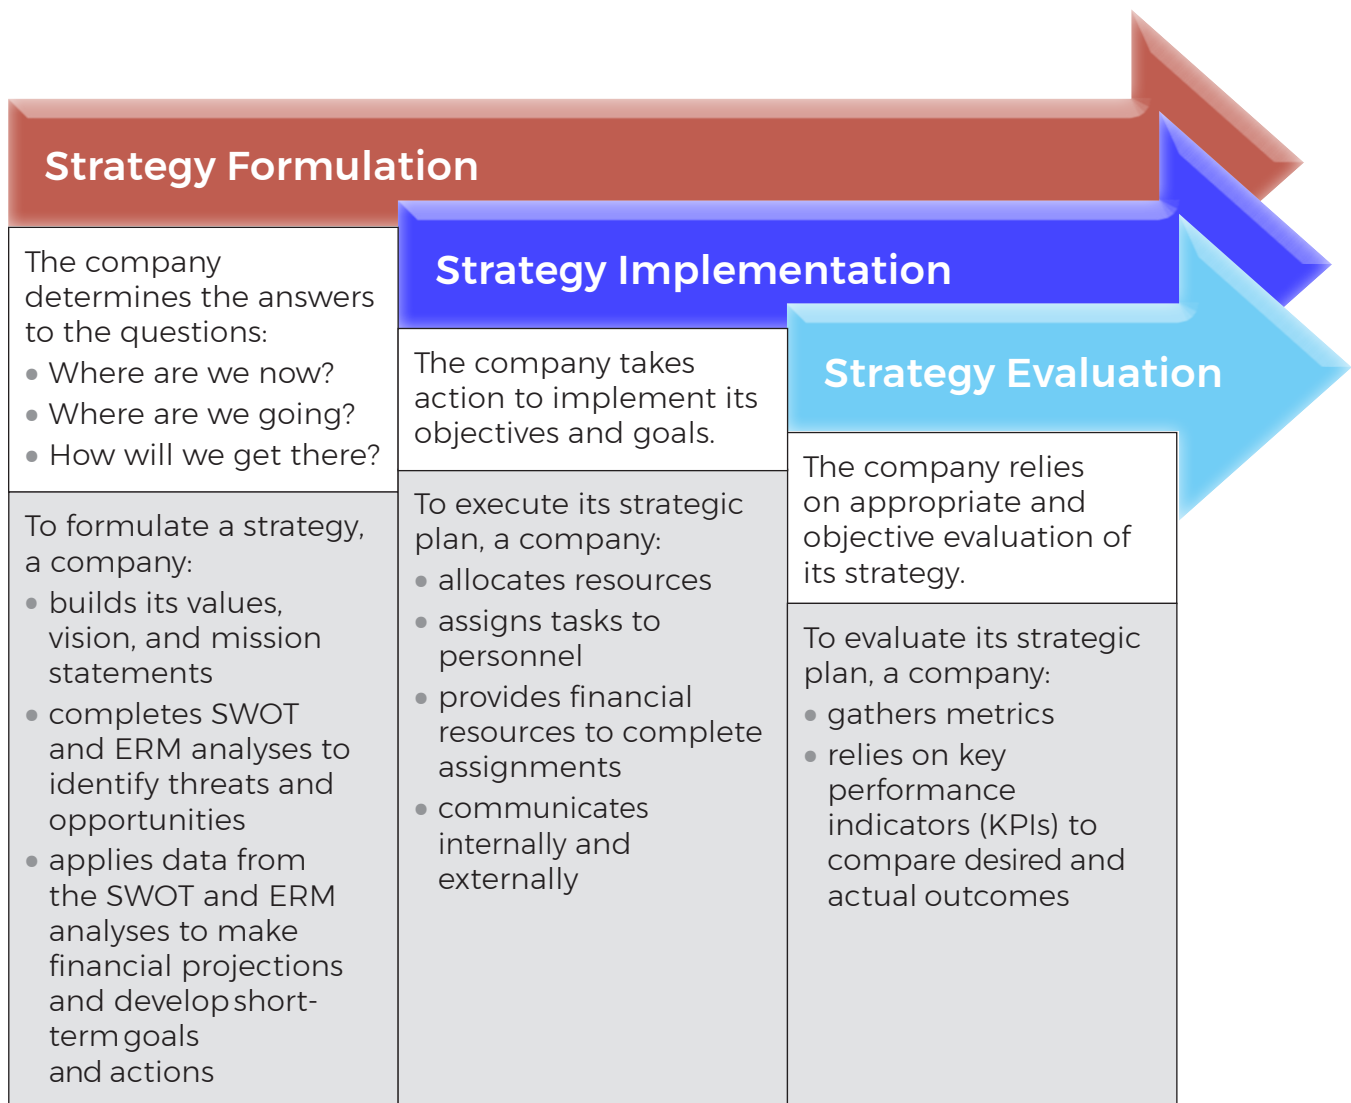 Strategy Formulation
The company
determines the answers
to the questions:
• Where are we now?
• Where are we going?
• How will we get there?
To formulate a strategy,
a company:
• builds its values,
vision, and mission
statements
• completes SWOT
and ERM analyses to
identify threats and
opportunities
• applies data from
the SWOT and ERM
analyses to make
financial projections
and develop short-
term goals
and actions
Strategy Implementation
The company takes
action to implement its
objectives and goals.
To execute its strategic
plan, a company:
• allocates resources
• assigns tasks to
personnel
• provides financial
resources to complete
assignments
• communicates
internally and
externally
Strategy Evaluation
The company relies
on appropriate and
objective evaluation of
its strategy.
To evaluate its strategic
plan, a company:
• gathers metrics
• relies on key
performance
indicators (KPIs) to
compare desired and
actual outcomes